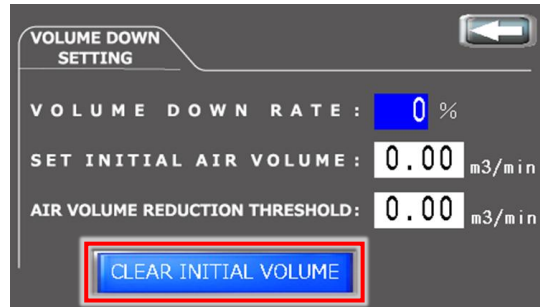 VOLUME DOWN
SETTING
VOLUME DOWN RATE: 0 %
SET INITIAL AIR VOLUME: 0.00 m3/min
AIR VOLUME REDUCTION THRESHOLD: 0.00 m3/min
CLEAR INITIAL VOLUME